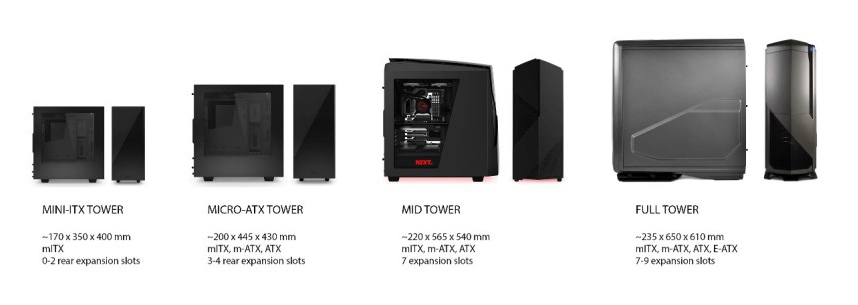 NZXT
MINI-ITX TOWER
~170 x 350 x 400 mm
mITX
0-2 rear expansion slots
MICRO-ATX TOWER
~200 x 445 x 430 mm
mITX, m-ATX, ATX
3-4 rear expansion slots
MID TOWER
~220 x 565 x 540 mm
mITX, m-ATX, ATX
7 expansion slots
FULL TOWER
~235 x 650 x 610 mm
mITX, m-ATX, ATX, E-ATX
7-9 expansion slots